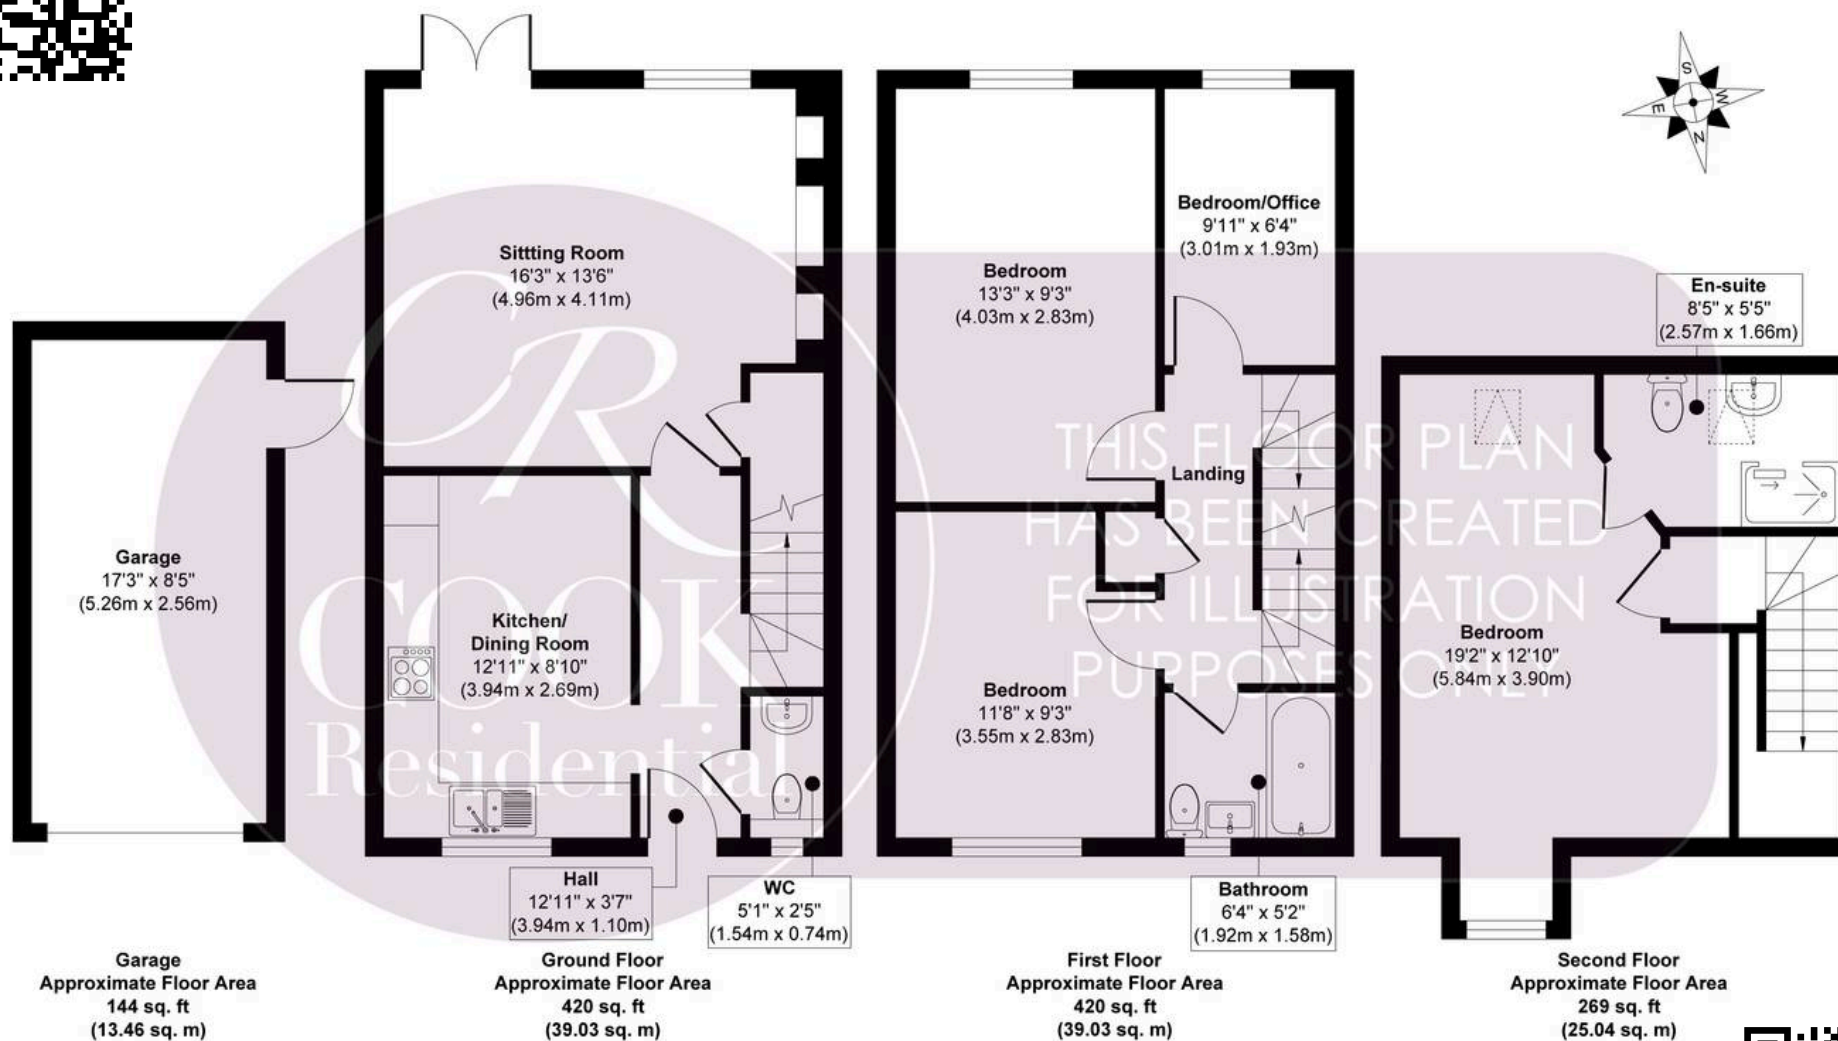 S
E
W
N
Sittting Room
16'3" x 13'6"
(4.96m x 4.11m)
Bedroom
13'3" x 9'3"
(4.03m x 2.83m)
Bedroom/Office
9'11" x 6'4"
(3.01m x 1.93m)
En-suite
8'5" x 5'5"
(2.57m x 1.66m)
Landing
Garage
17'3" x 8'5"
(5.26m x 2.56m)
Kitchen/
Dining Room
12'11" x 8'10"
(3.94m x 2.69m)
Bedroom
11'8" x 9'3"
(3.55m x 2.83m)
Bedroom
19'2" x 12'10"
(5.84m x 3.90m)
CR
COOK
Residential
THIS FLOOR PLAN
HAS BEEN CREATED
FOR ILLUSTRATION
PURPOSES ONLY
Hall
12'11" x 3'7"
(3.94m x 1.10m)
WC
5'1" x 2'5"
(1.54m x 0.74m)
Bathroom
6'4" x 5'2"
(1.92m x 1.58m)
Garage
Approximate Floor Area
144 sq. ft
(13.46 sq. m)
Ground Floor
Approximate Floor Area
420 sq. ft
(39.03 sq. m)
First Floor
Approximate Floor Area
420 sq. ft
(39.03 sq. m)
Second Floor
Approximate Floor Area
269 sq. ft
(25.04 sq. m)